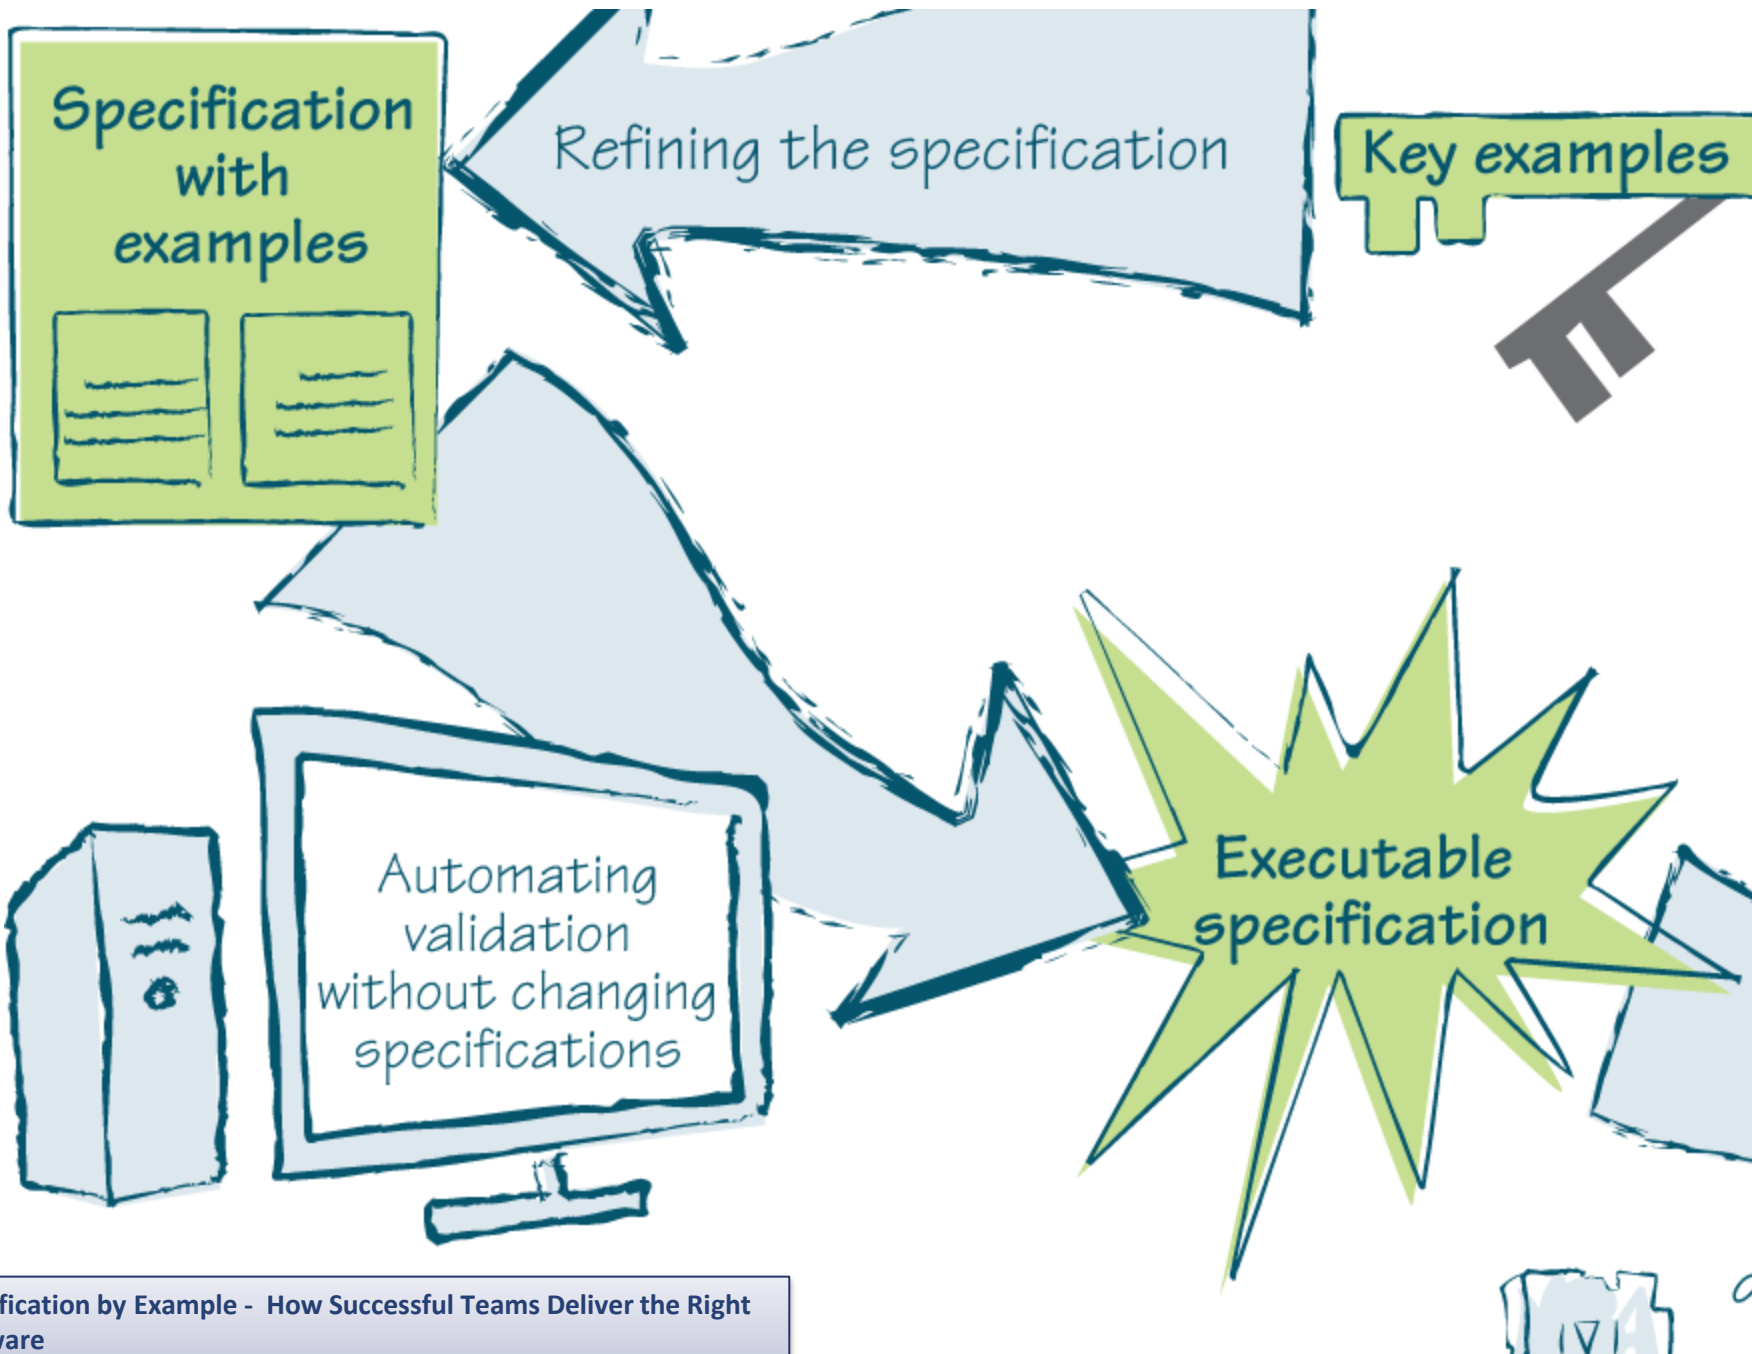 Specification
with
examples
Refining the specification
Key examples
Executable
specification
Automating
validation
without changing
specifications
fication by Example - How Successful Teams Deliver the Right
ware